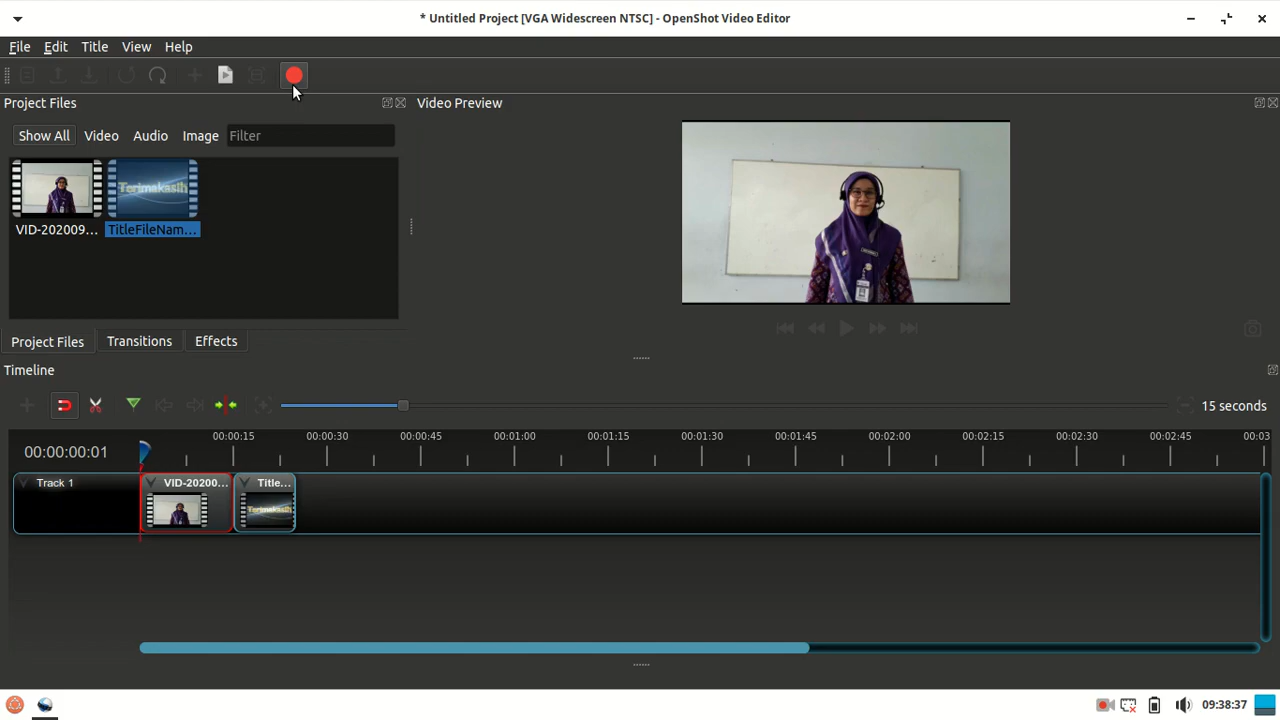 * Untitled Project [VGA Widescreen NTSC] - OpenShot Video Editor
File Edit Title View Help
Project Files
Video Preview
Show All Video Audio Image Filter
Terimakasih
VID-202009... TitleFileNam...
Project Files Transitions Effects
Timeline
15 seconds
00:00:00:01
00:00:15 00:00:30 00:00:45 00:01:00 00:01:15 00:01:30 00:01:45 00:02:00 00:02:15 00:02:30 00:02:45 00:03
Track 1
VID-20200... Title...
Terimakasih
09:38:37